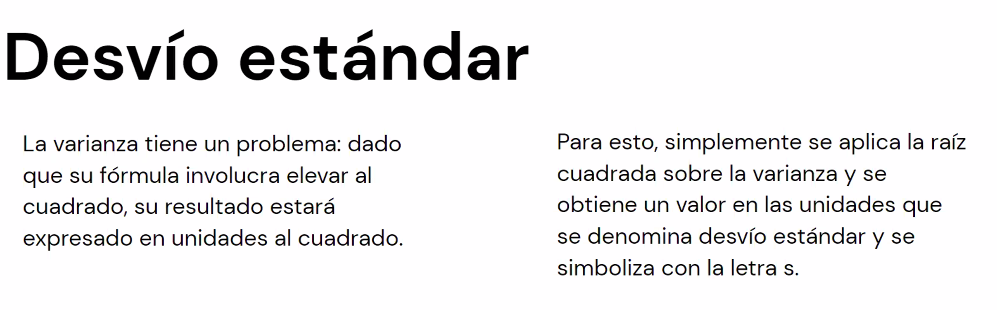 Desvío estándar
La varianza tiene un problema: dado
que su fórmula involucra elevar al
cuadrado, su resultado estará
expresado en unidades al cuadrado.
Para esto, simplemente se aplica la raíz
cuadrada sobre la varianza y se
obtiene un valor en las unidades que
se denomina desvío estándar y se
simboliza con la letra s.